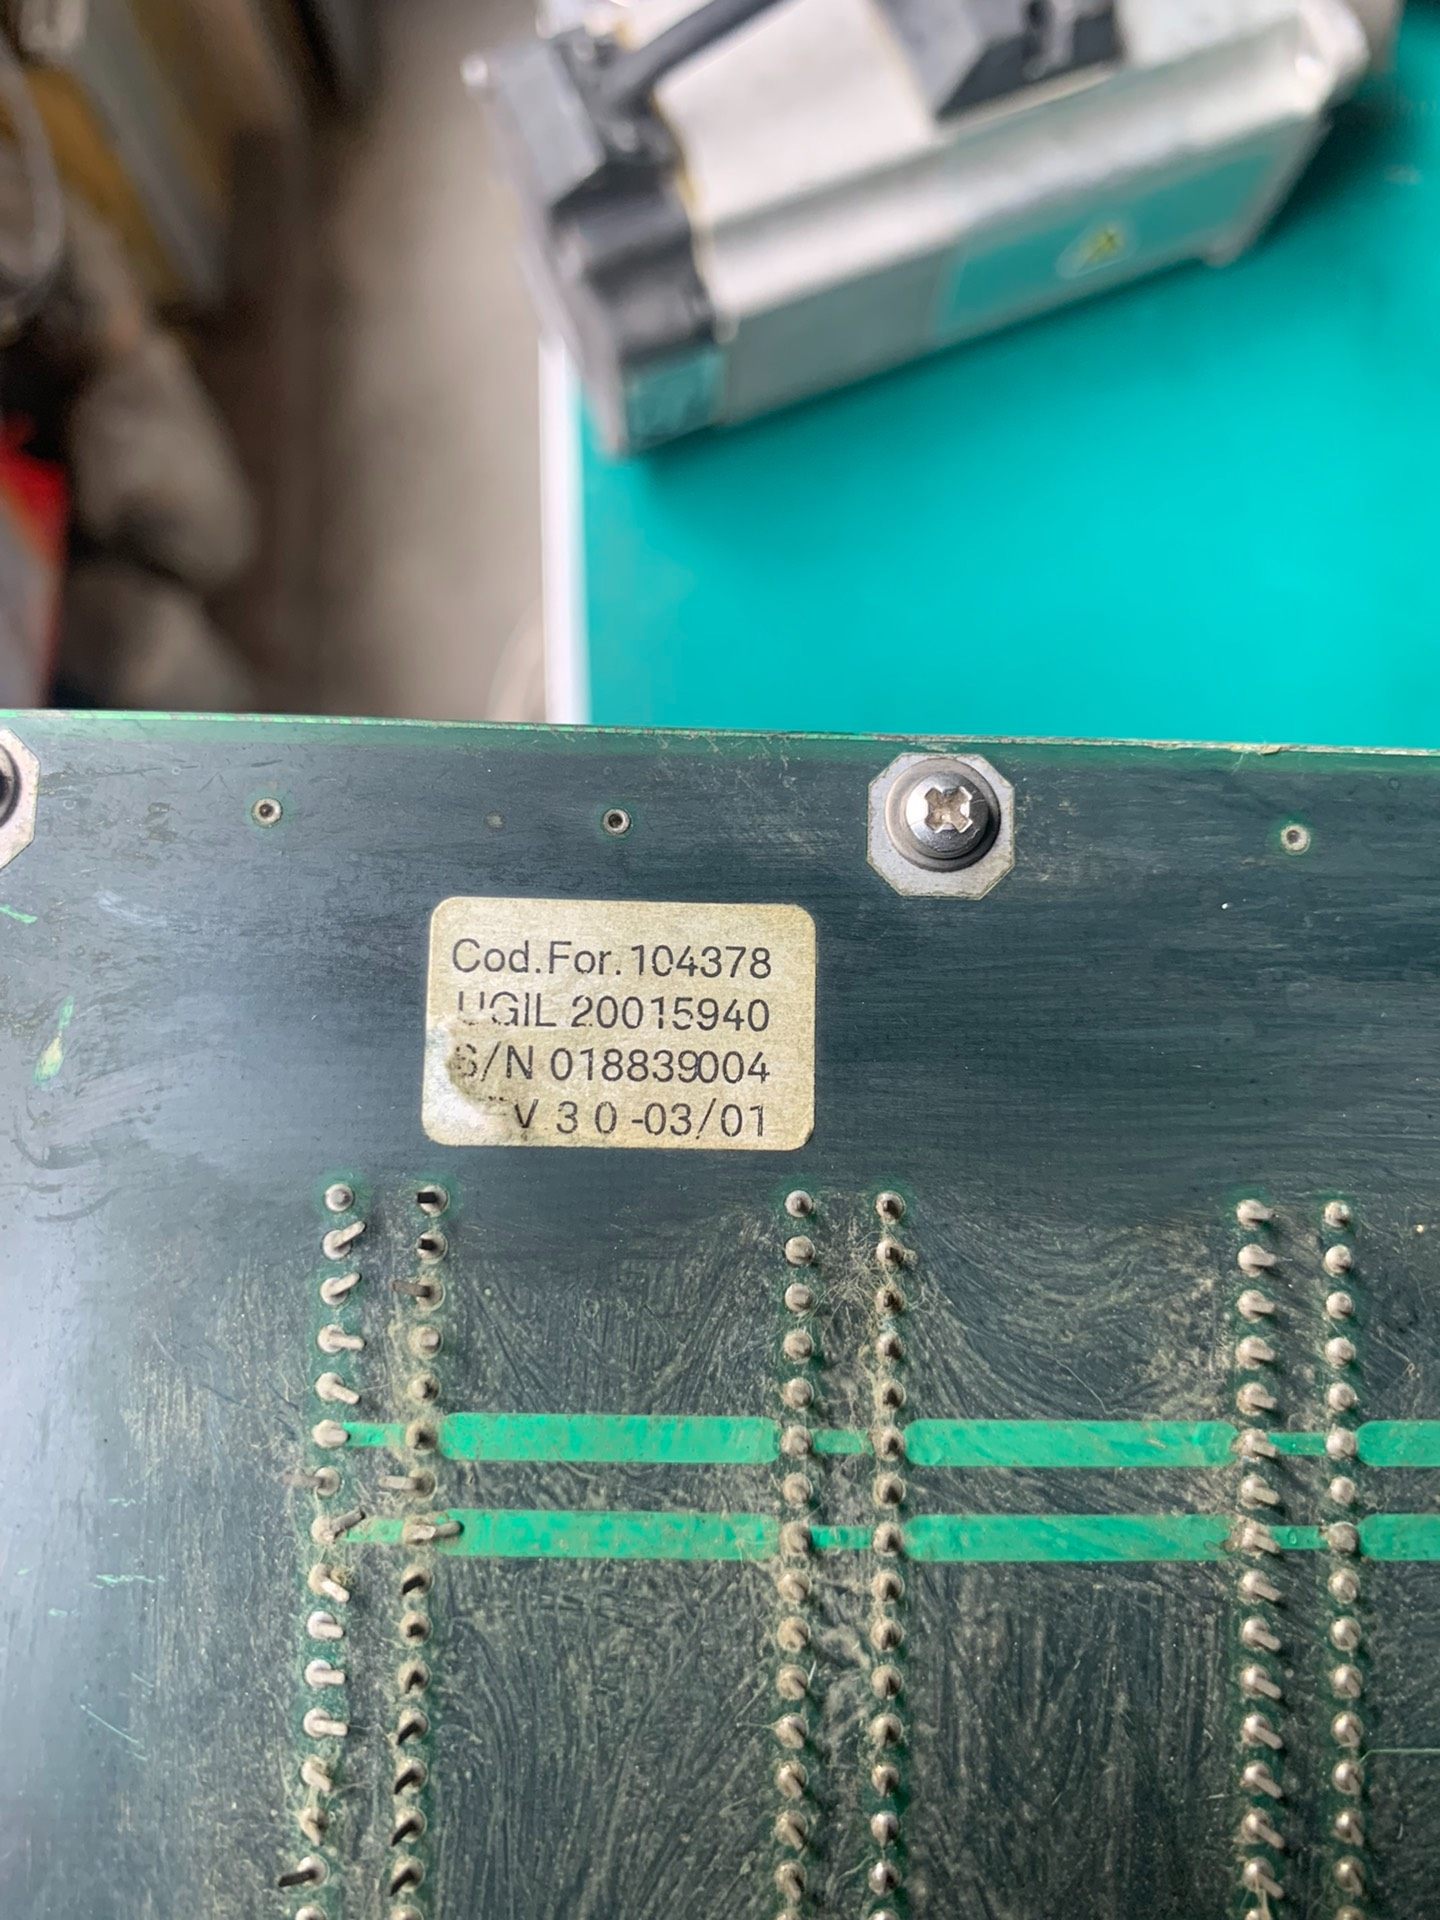 Cod.For. 104378
UGIL 20015940
S/N 018839004
V 3 0 -03/01